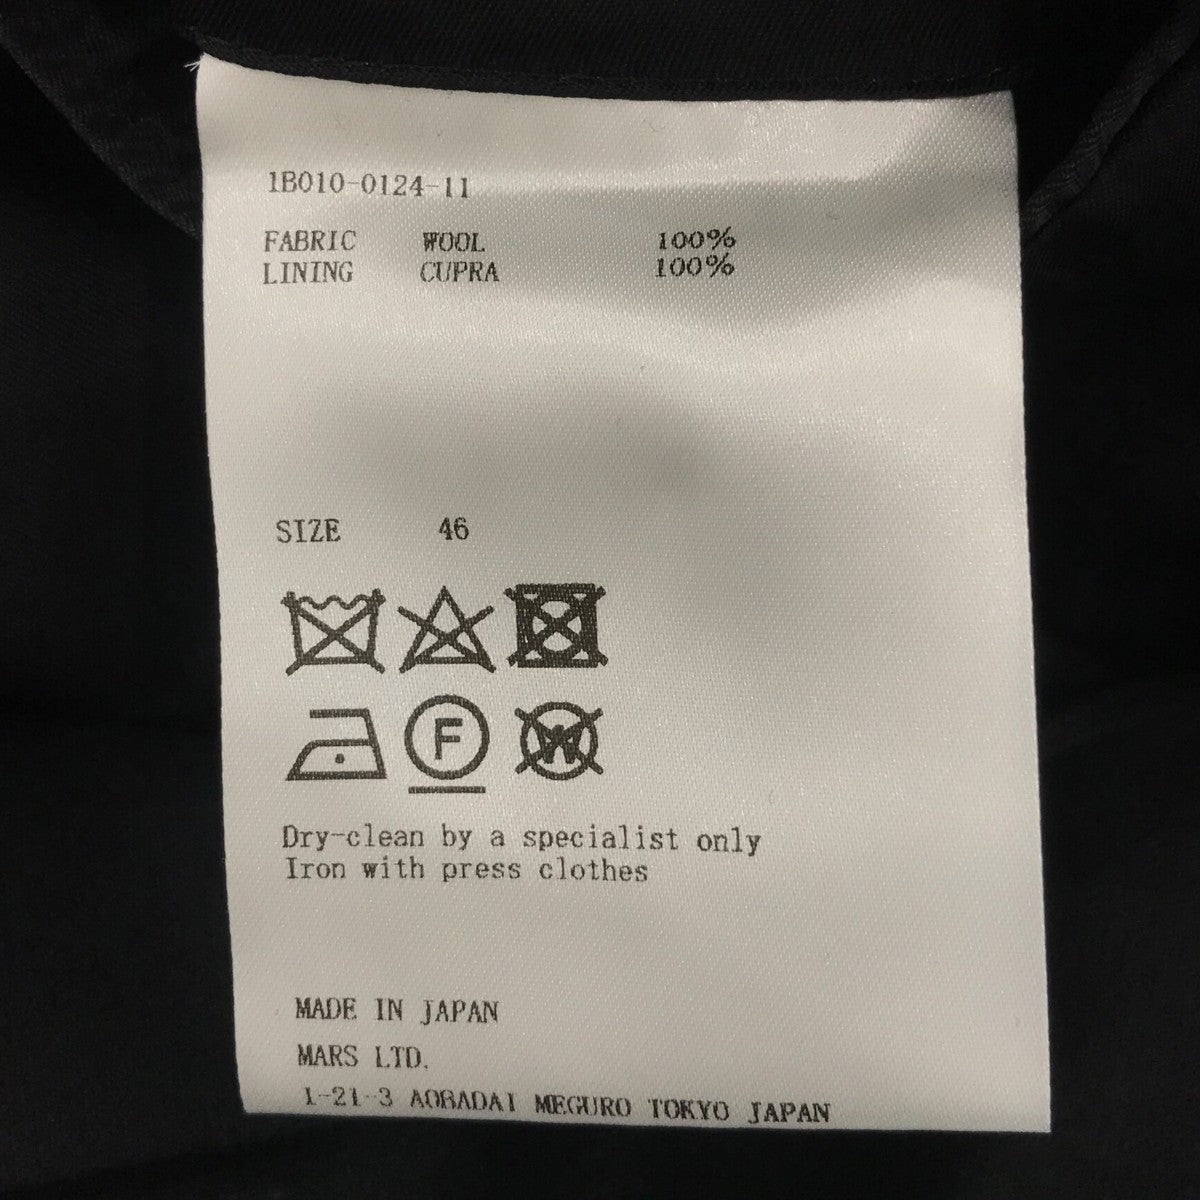 1B010-0124-11
FABRIC WOOL 100%
LINING CUPRA 100%
SIZE 46
F W
Dry-clean by a specialist only
Iron with press clothes
MADE IN JAPAN
MARS LTD.
1-21-3 AOBADAI MEGURO TOKYO JAPAN